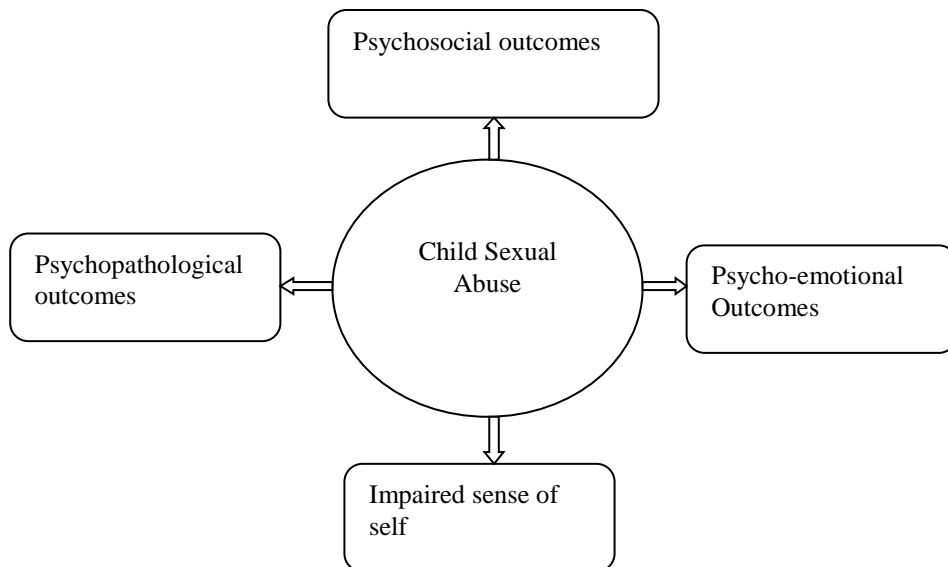 Psychosocial outcomes
Child Sexual
Abuse
Psychopathological
outcomes
Psycho-emotional
Outcomes
Impaired sense of
self